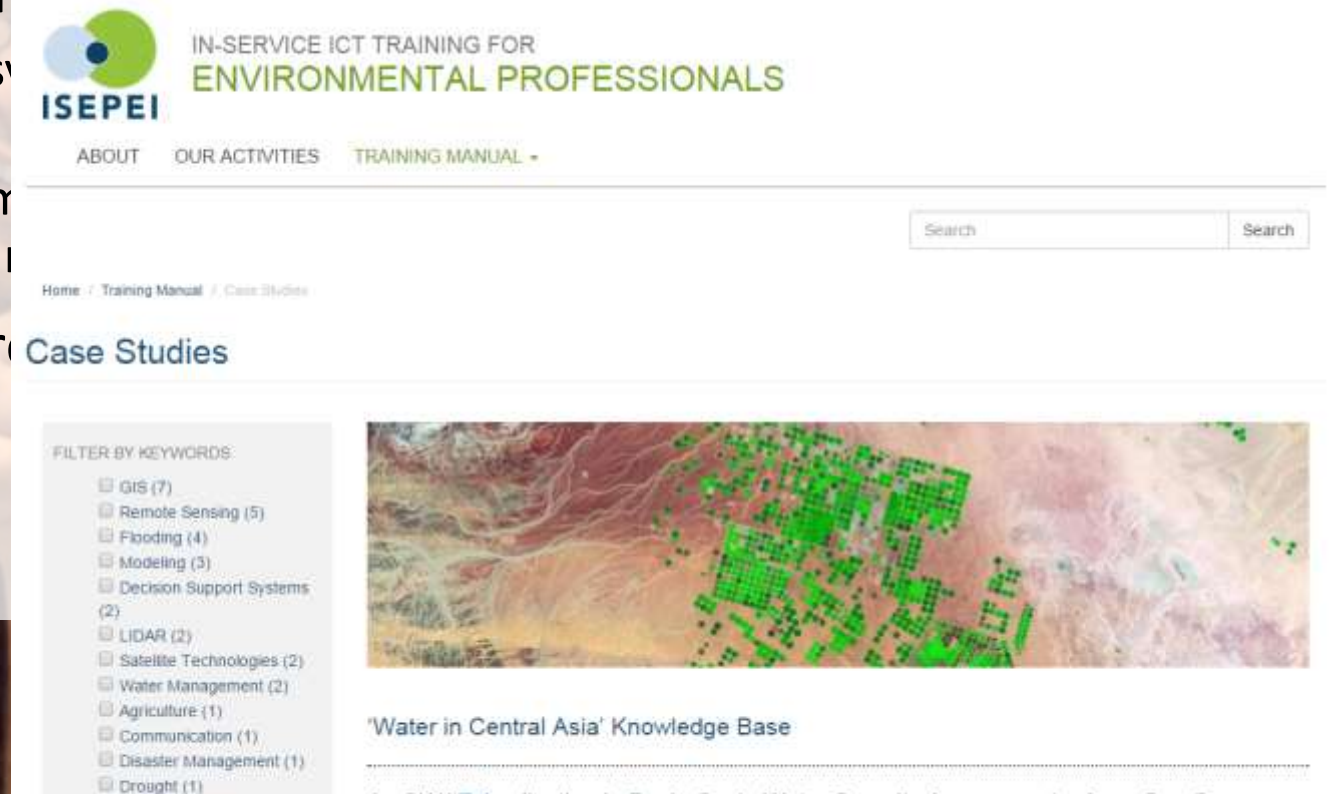 IN-SERVICE ICT TRAINING FOR
ENVIRONMENTAL PROFESSIONALS
ISEPEI
ABOUT OUR ACTIVITIES TRAINING MANUAL
Search Search
Home / Training Manual / Case Studies
Case Studies
FILTER BY KEYWORDS
GIS (7)
Remote Sensing (5)
Flooding (4)
Modeling (3)
Decision Support Systems
(2)
LIDAR (2)
Satellite Technologies (2)
Water Management (2)
Agriculture (1)
Communication (1)
Disaster Management (1)
Drought (1)
'Water in Central Asia' Knowledge Base